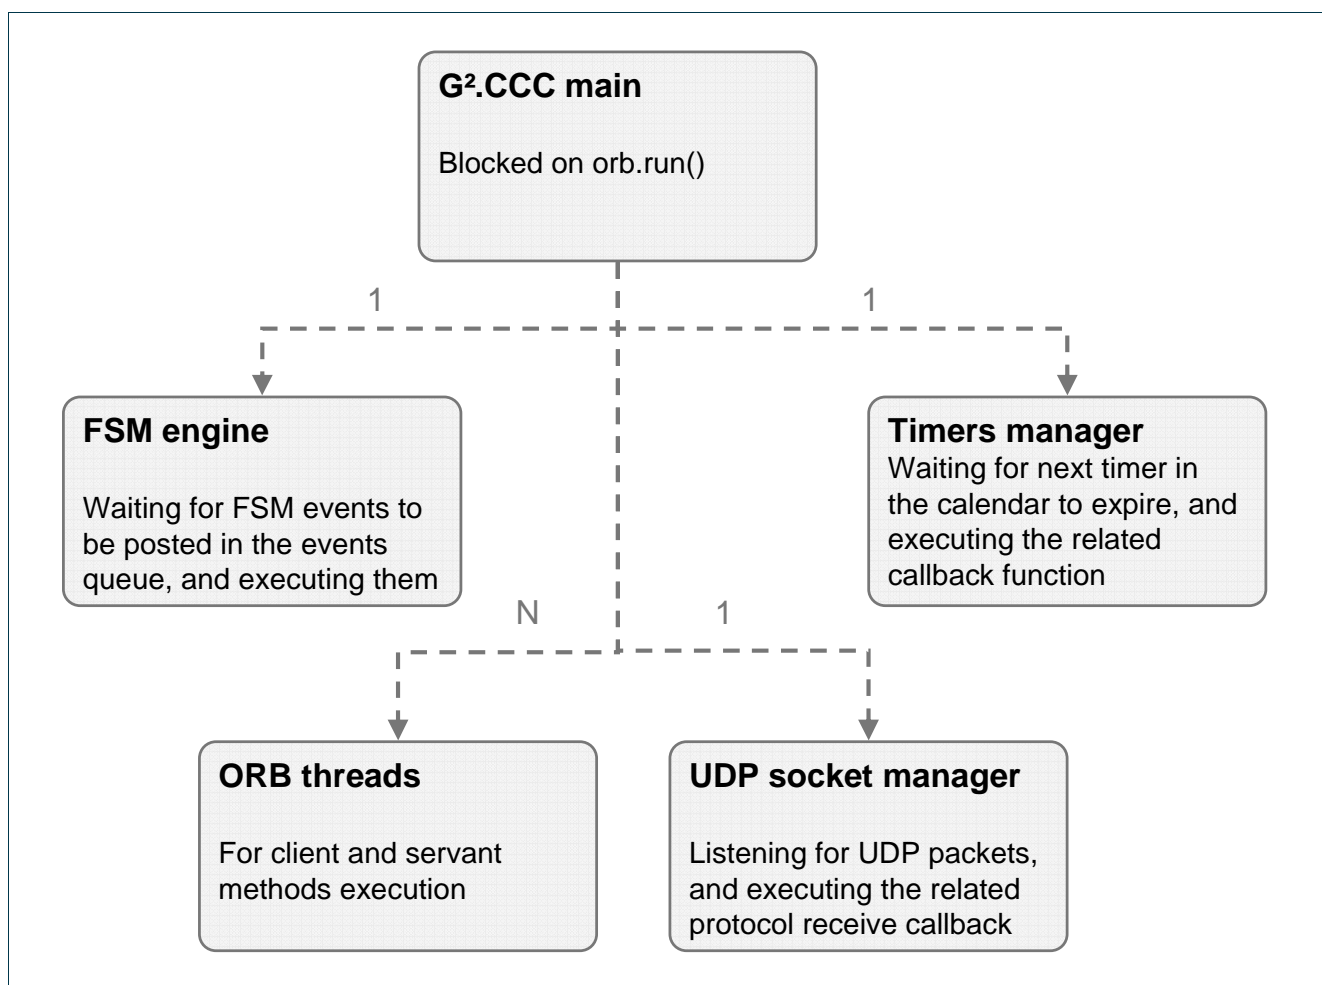 G².CCC main
Blocked on orb.run()
1
1
FSM engine
Waiting for FSM events to
be posted in the events
queue, and executing them
Timers manager
Waiting for next timer in
the calendar to expire, and
executing the related
callback function
N
1
ORB threads
For client and servant
methods execution
UDP socket manager
Listening for UDP packets,
and executing the related
protocol receive callback